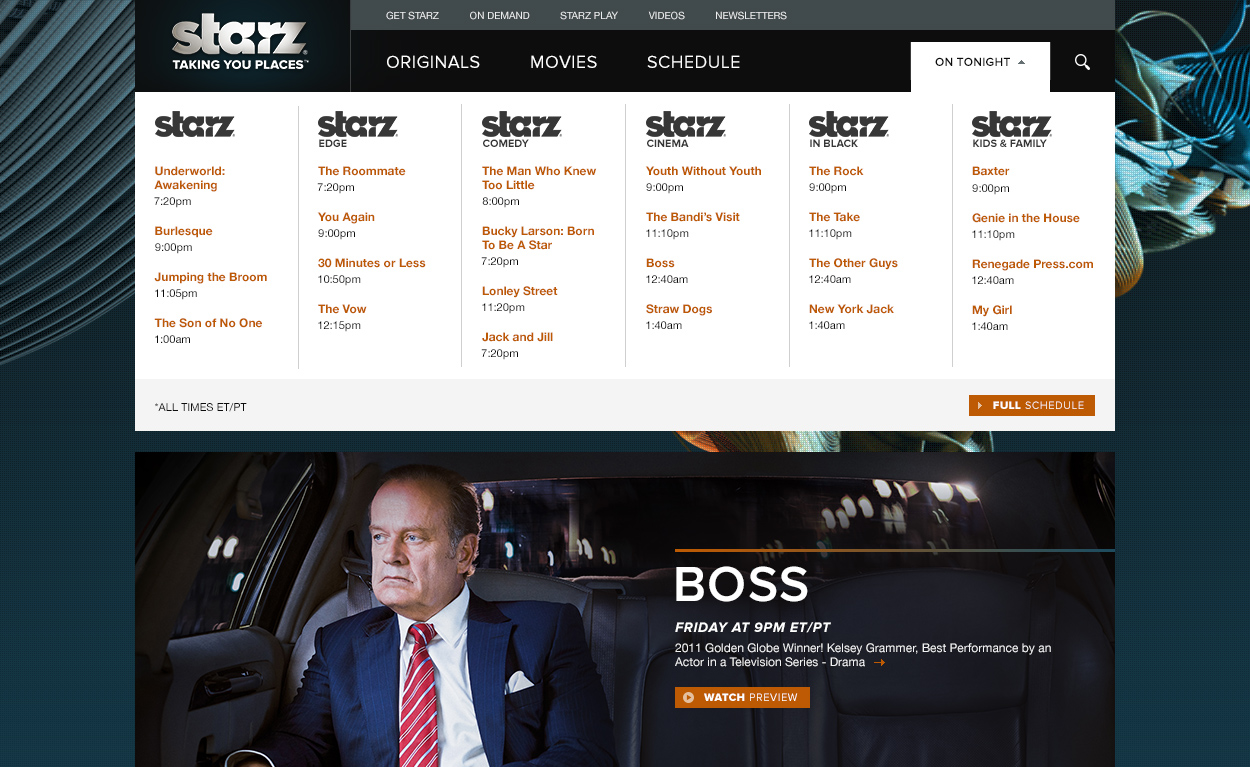 GET STARZ
ON DEMAND
STARZ PLAY
VIDEOS
NEWSLETTERS
starz
TAKING YOU PLACES™
ORIGINALS
MOVIES
SCHEDULE
ON TONIGHT
starz
Underworld:
Awakening
7:20pm
Burlesque
9:00pm
Jumping the Broom
11:05pm
The Son of No One
1:00am
starz
EDGE
The Roommate
7:20pm
You Again
9:00pm
30 Minutes or Less
10:50pm
The Vow
12:15pm
starz
COMEDY
The Man Who Knew
Too Little
8:00pm
Bucky Larson: Born
To Be A Star
7:20pm
Lonley Street
11:20pm
Jack and Jill
7:20pm
starz
CINEMA
Youth Without Youth
9:00pm
The Bandi's Visit
11:10pm
Boss
12:40am
Straw Dogs
1:40am
starz
IN BLACK
The Rock
9:00pm
The Take
11:10pm
The Other Guys
12:40am
New York Jack
1:40am
starz
KIDS & FAMILY
Baxter
9:00pm
Genie in the House
11:10pm
Renegade Press.com
12:40am
My Girl
1:40am
*ALL TIMES ET/PT
FULL SCHEDULE
BOSS
FRIDAY AT 9PM ET/PT
2011 Golden Globe Winner! Kelsey Grammer, Best Performance by an
Actor in a Television Series - Drama →
WATCH PREVIEW